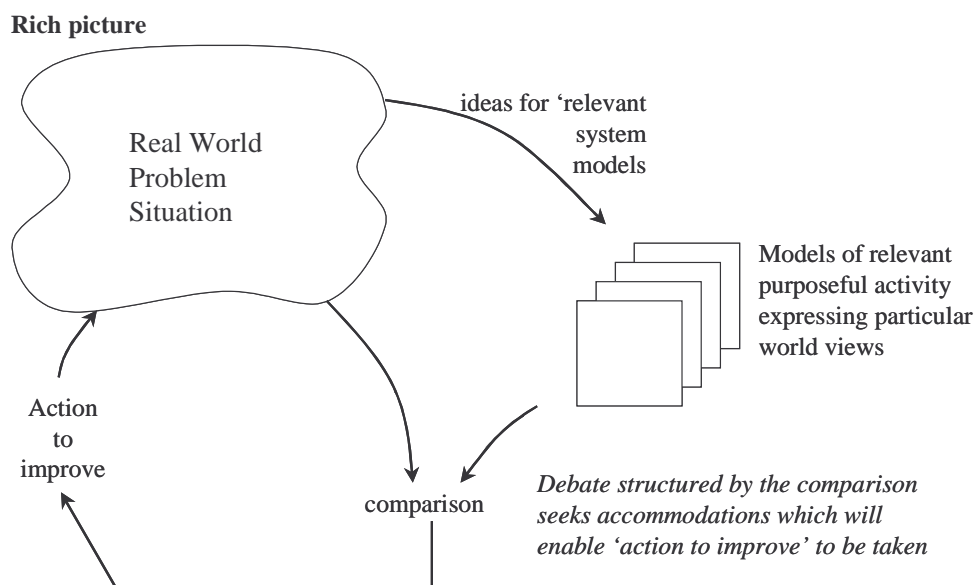 Rich picture
Real World
Problem
Situation
ideas for ‘relevant
system
models
Models of relevant
purposeful activity
expressing particular
world views
Action
to
improve
comparison
Debate structured by the comparison
seeks accommodations which will
enable ‘action to improve’ to be taken